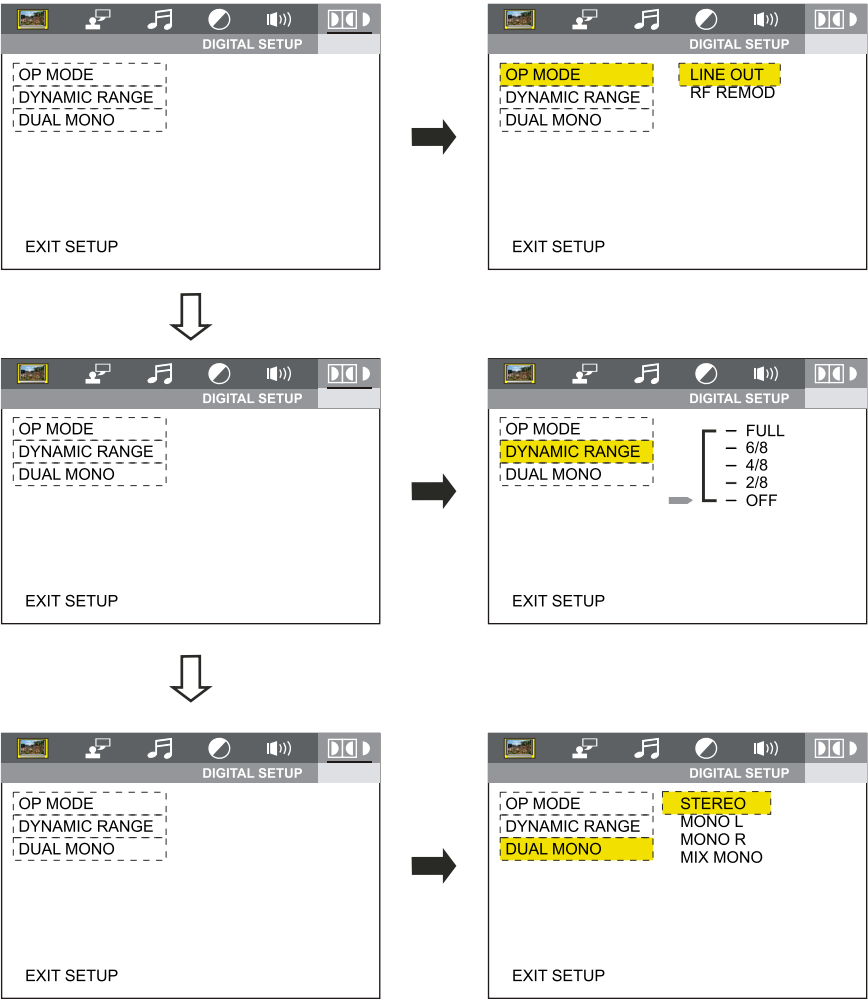 DIGITAL SETUP
OP MODE
DYNAMIC RANGE
DUAL MONO
EXIT SETUP
DIGITAL SETUP
OP MODE
DYNAMIC RANGE
DUAL MONO
LINE OUT
RF REMOD
EXIT SETUP
DIGITAL SETUP
OP MODE
DYNAMIC RANGE
DUAL MONO
EXIT SETUP
DIGITAL SETUP
OP MODE
DYNAMIC RANGE
DUAL MONO
– FULL
– 6/8
– 4/8
– 2/8
– OFF
EXIT SETUP
DIGITAL SETUP
OP MODE
DYNAMIC RANGE
DUAL MONO
EXIT SETUP
DIGITAL SETUP
OP MODE
DYNAMIC RANGE
DUAL MONO
STEREO
MONO L
MONO R
MIX MONO
EXIT SETUP